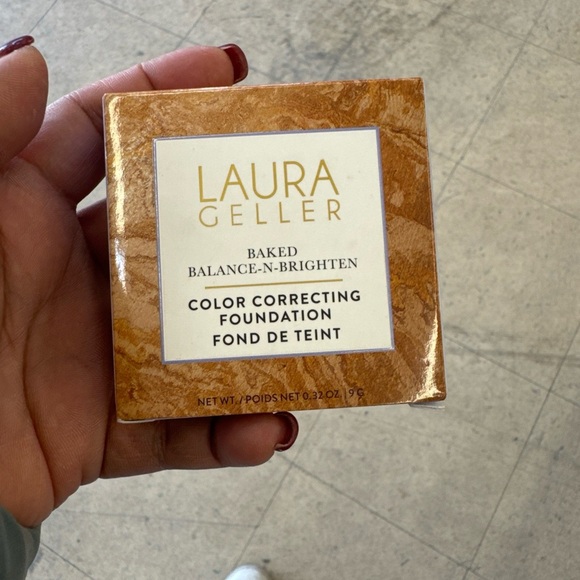 LAURA
GELLER
BAKED
BALANCE-N-BRIGHTEN
COLOR CORRECTING
FOUNDATION
FOND DE TEINT
NET WT. / POIDS NET 0.32 OZ. | 9 G